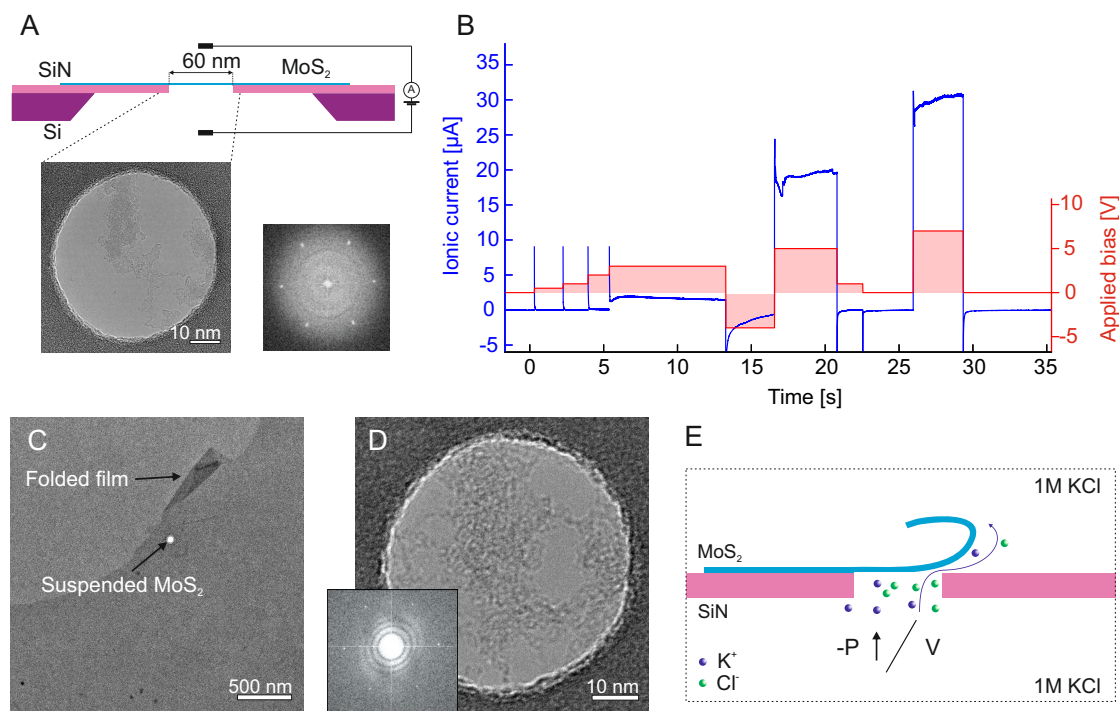 A
60 nm
SiN
MoS₂
A
Si
10 nm
B
Ionic current [µA]
35
30
25
20
15
10
5
0
-5
10
5
0
-5
Applied bias [V]
0
5
10
15
20
25
30
35
Time [s]
C
Folded film
Suspended MoS₂
500 nm
D
10 nm
E
1M KCl
MoS₂
SiN
-P
V
K⁺
Cl⁻
1M KCl